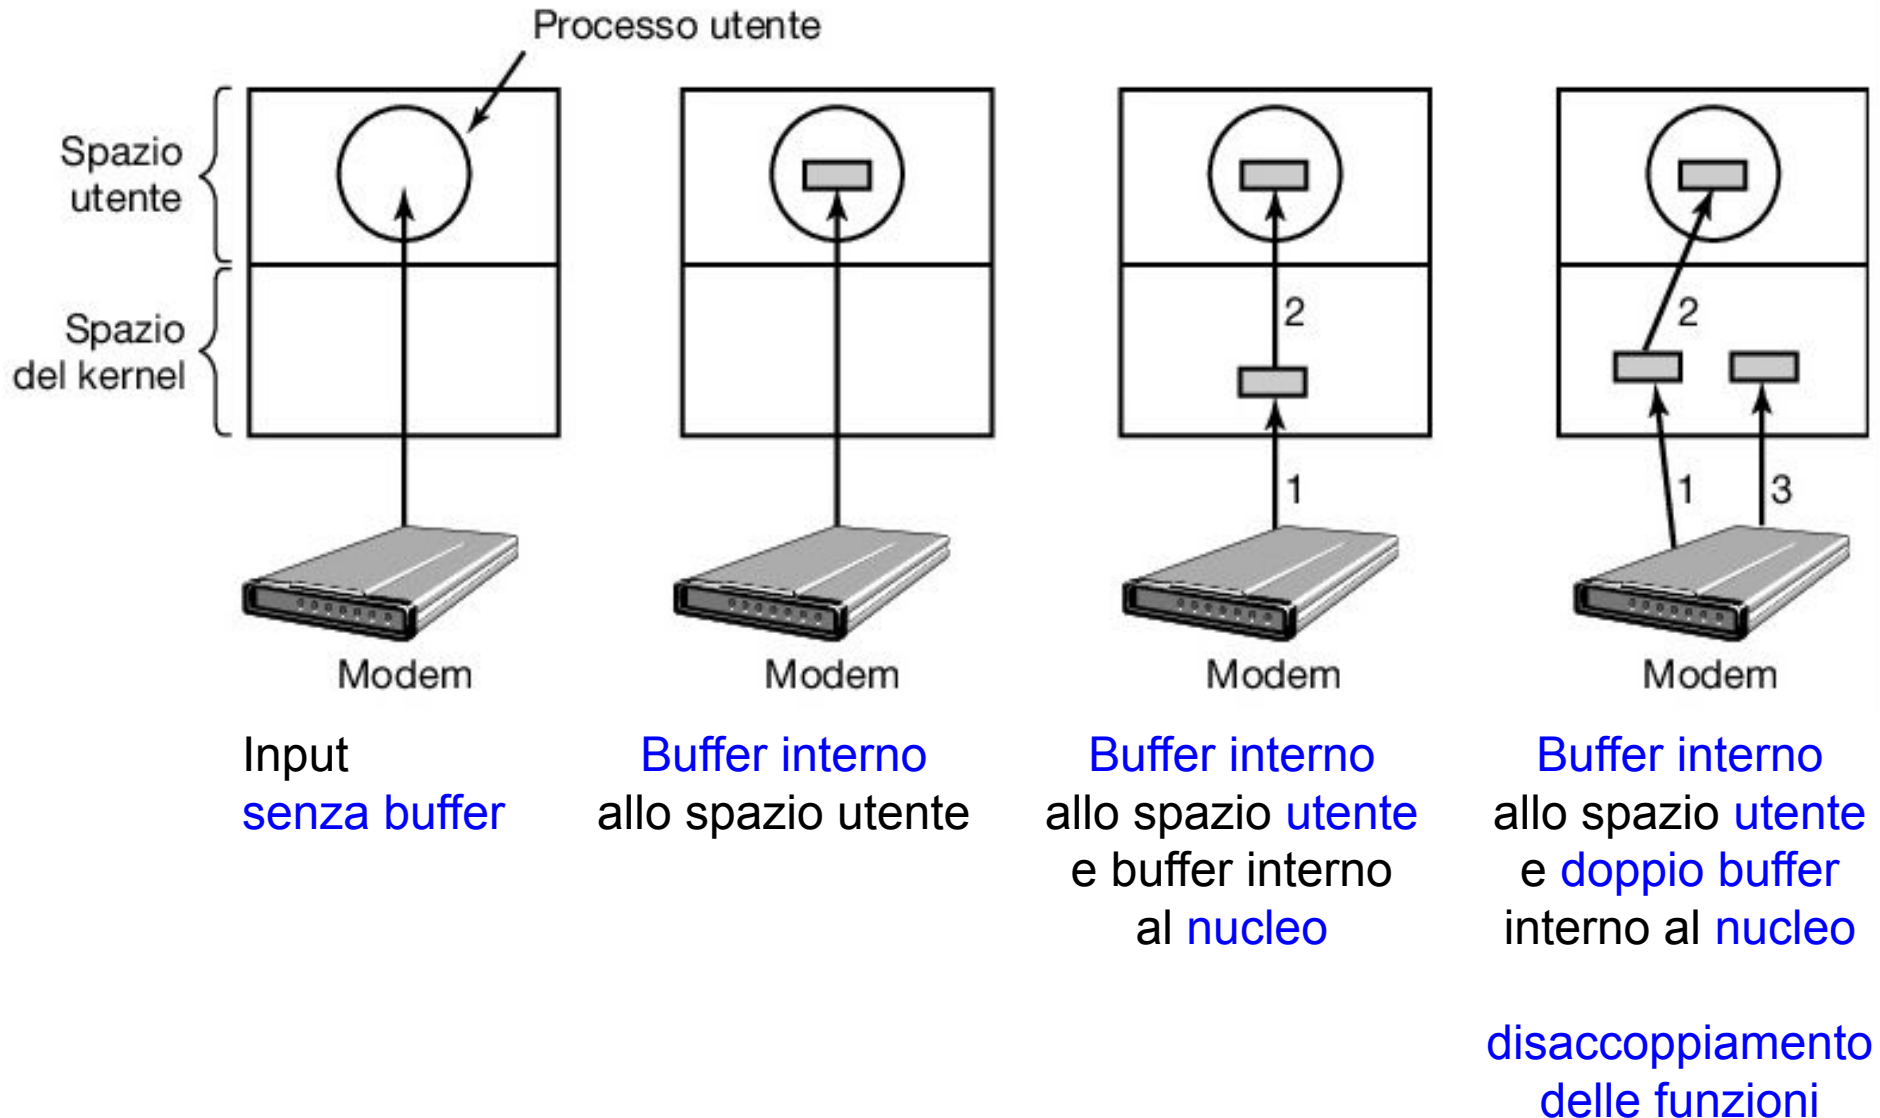 Processo utente
Spazio
utente
Spazio
del kernel
2
1
2
1
3
Modem
Modem
Modem
Modem
Input
senza buffer
Buffer interno
allo spazio utente
Buffer interno
allo spazio utente
e buffer interno
al nucleo
Buffer interno
allo spazio utente
e doppio buffer
interno al nucleo
disaccoppiamento
delle funzioni